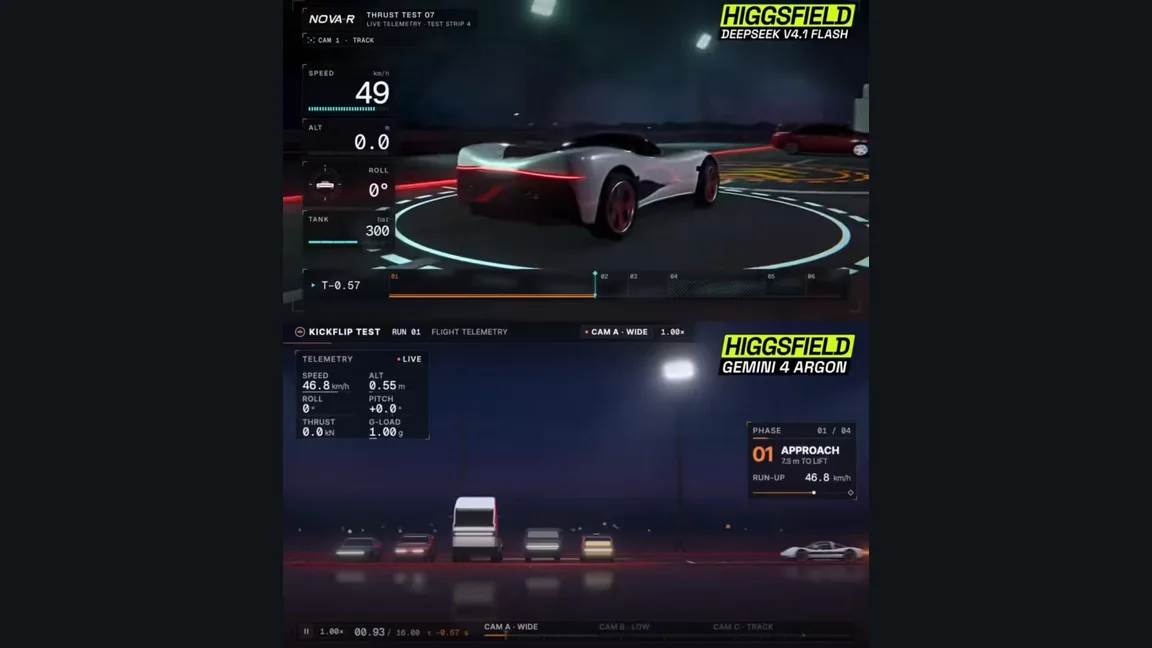 NOVA-R
THRUST TEST 07
LIVE TELEMETRY · TEST STRIP 4
CAM 1 · TRACK
HIGGSFIELD
DEEPSEEK V4.1 FLASH
SPEED km/h
49
ALT m
0.0
ROLL
0°
TANK bar
300
T-0.57
01 02 03 04 05 06
KICKFLIP TEST RUN 01 FLIGHT TELEMETRY
• CAM A · WIDE 1.00×
HIGGSFIELD
GEMINI 4 ARGON
TELEMETRY • LIVE
SPEED ALT
46.8 km/h 0.55 m
ROLL PITCH
0° +0.0°
THRUST G-LOAD
0.0 kN 1.00 g
PHASE 01 / 04
01 APPROACH
7.3 m TO LIFT
RUN-UP 46.8 km/h
1.00× 00.93 / 16.00 t -0.57 s
CAM A · WIDE CAM B · LOW CAM C · TRACK